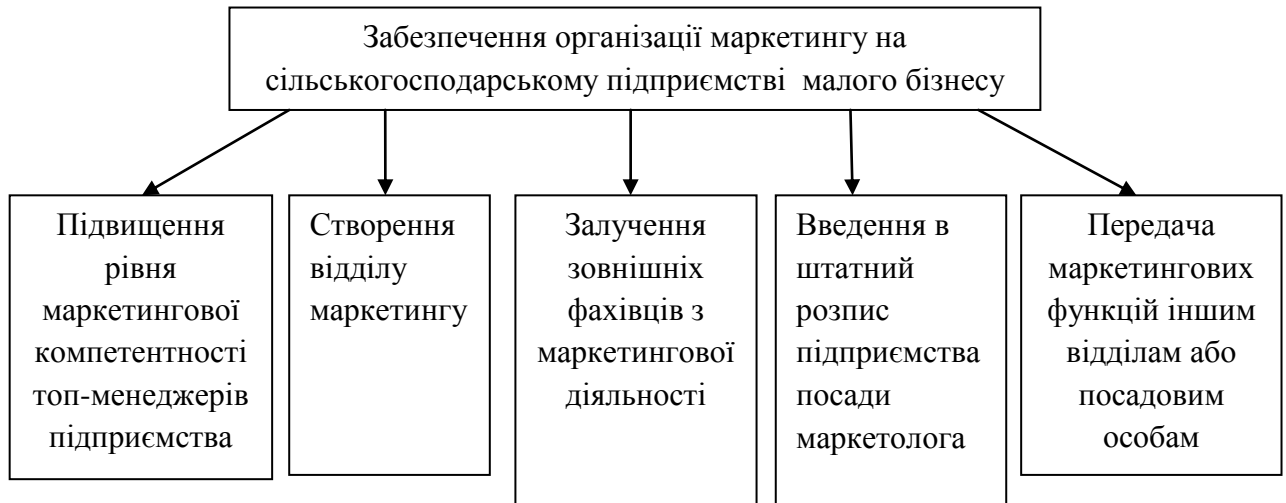 Забезпечення організації маркетингу на
сільськогосподарському підприємстві малого бізнесу
Підвищення
рівня
маркетингової
компетентності
топ-менеджерів
підприємства
Створення
відділу
маркетингу
Залучення
зовнішніх
фахівців з
маркетингової
діяльності
Введення в
штатний
розпис
підприємства
посади
маркетолога
Передача
маркетингових
функцій іншим
відділам або
посадовим
особам